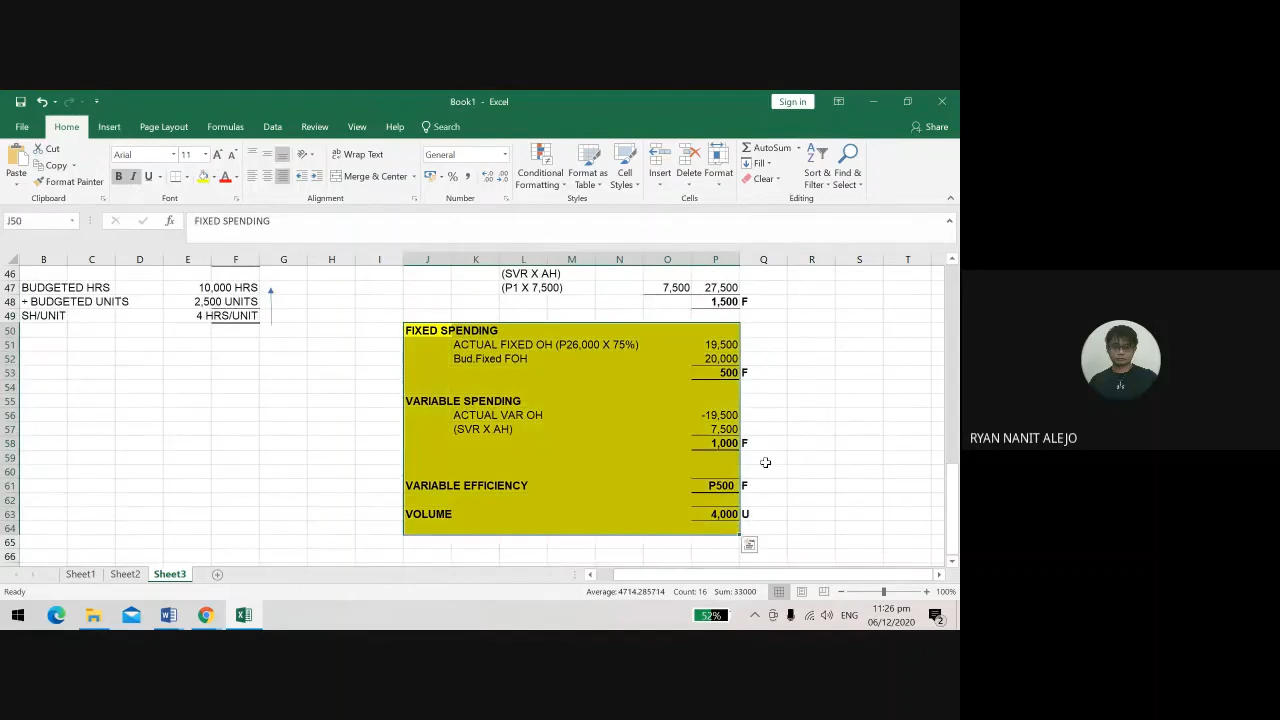 Book1 - Excel
Sign in
File Home Insert Page Layout Formulas Data Review View Help Search
Share
Paste
Cut
Copy
Format Painter
Clipboard
Arial 11
B I U
Font
Wrap Text
Merge & Center
Alignment
General
Number
Conditional Formatting
Format as Table
Cell Styles
Styles
Insert Delete Format
Cells
AutoSum
Fill
Clear
Sort & Filter
Find & Select
Editing
J50
fx
FIXED SPENDING
B C D E F G H I J K L M N O P Q R S T
46 (SVR X AH)
47 BUDGETED HRS 10,000 HRS (P1 X 7,500) 7,500 27,500
48 ÷ BUDGETED UNITS 2,500 UNITS 1,500 F
49 SH/UNIT 4 HRS/UNIT
50 FIXED SPENDING
51 ACTUAL FIXED OH (P26,000 X 75%) 19,500
52 Bud.Fixed FOH 20,000
53 500 F
54
55 VARIABLE SPENDING
56 ACTUAL VAR OH -19,500
57 (SVR X AH) 7,500
58 1,000 F
59
60
61 VARIABLE EFFICIENCY P500 F
62
63 VOLUME 4,000 U
64
65
66
Sheet1 Sheet2 Sheet3
Ready
Average: 4714.285714 Count: 16 Sum: 33000
100%
52%
ENG
11:26 pm
06/12/2020
2
RYAN NANIT ALEJO